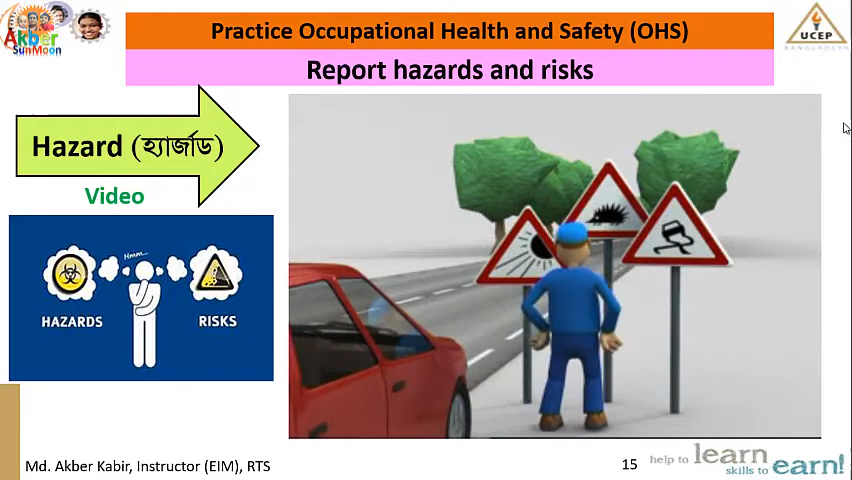 Akber
SunMoon
Practice Occupational Health and Safety (OHS)
UCEP
BANGLADESH
Report hazards and risks
Hazard (হ্যার্জাড)
Video
Hmm...
HAZARDS
RISKS
Md. Akber Kabir, Instructor (EIM), RTS
15
help to learn
skills to earn!